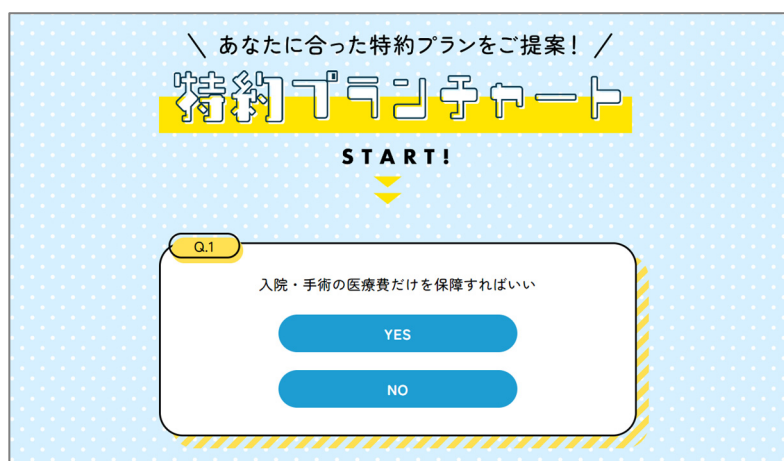 あなたに合った特約プランをご提案！
特約プランチャート
START!
Q.1
入院・手術の医療費だけを保障すればいい
YES
NO